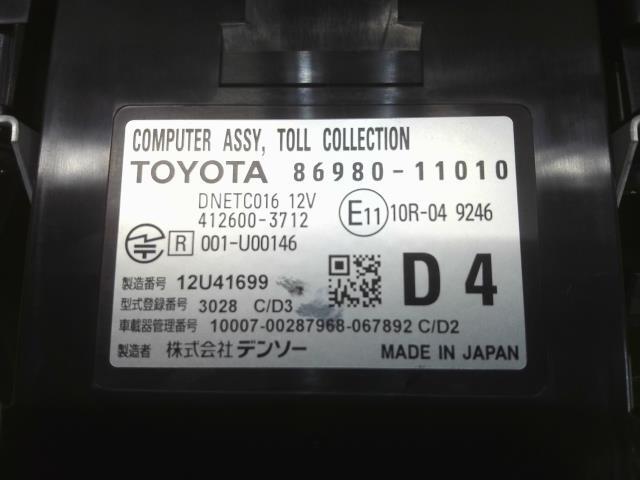 COMPUTER ASSY, TOLL COLLECTION
TOYOTA 86980-11010
DNETC016 12V
412600-3712
E11 10R-04 9246
R 001-U00146
製造番号 12U41699
D4
型式登録番号 3028 C/D3
車載器管理番号 10007-00287968-067892 C/D2
製造者 株式会社デンソー MADE IN JAPAN